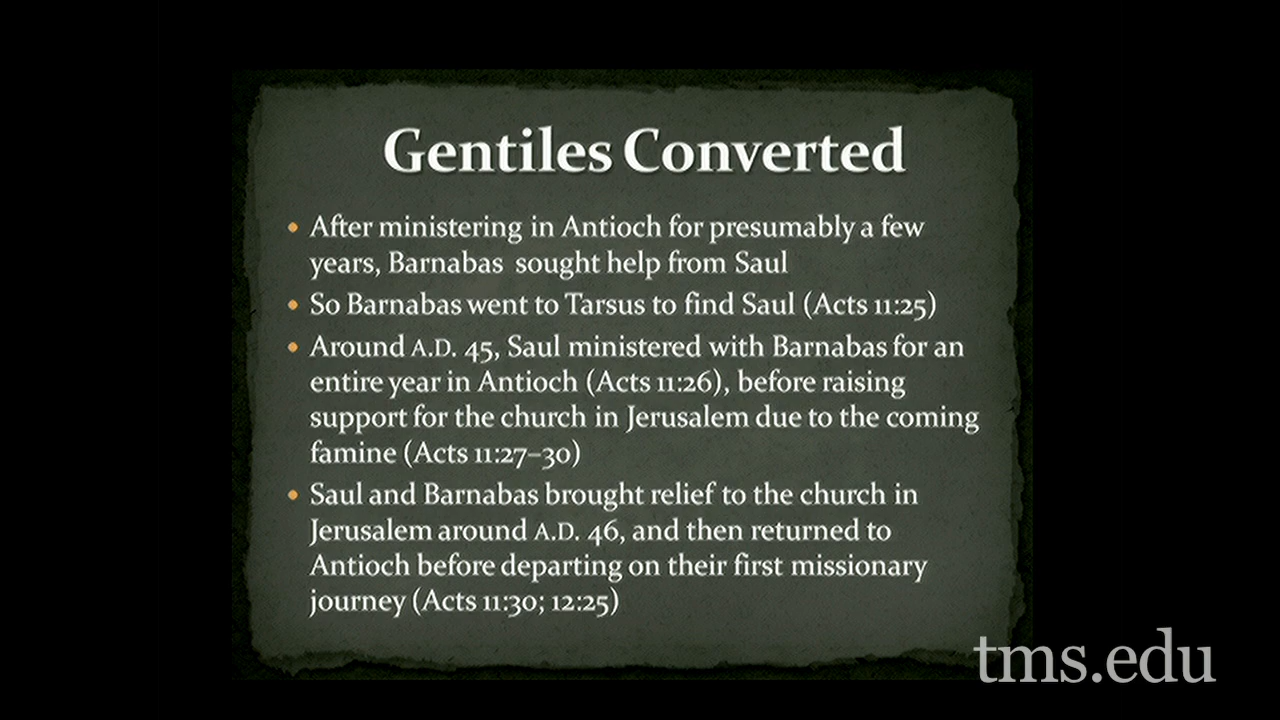 Gentiles Converted
• After ministering in Antioch for presumably a few
years, Barnabas sought help from Saul
• So Barnabas went to Tarsus to find Saul (Acts 11:25)
• Around A.D. 45, Saul ministered with Barnabas for an
entire year in Antioch (Acts 11:26), before raising
support for the church in Jerusalem due to the coming
famine (Acts 11:27–30)
• Saul and Barnabas brought relief to the church in
Jerusalem around A.D. 46, and then returned to
Antioch before departing on their first missionary
journey (Acts 11:30; 12:25)
tms.edu